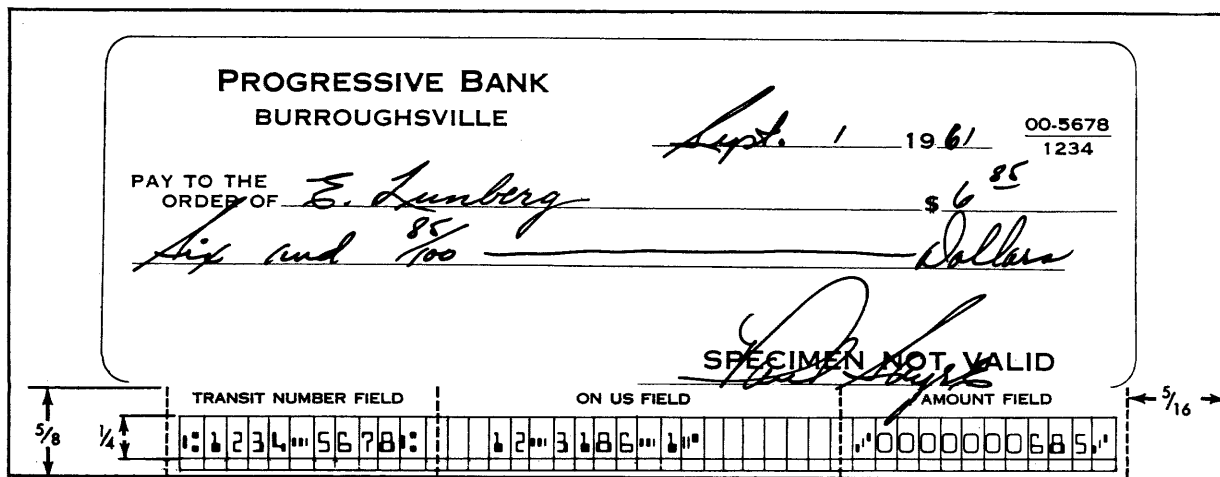 PROGRESSIVE BANK
BURROUGHSVILLE
Sept. 1 1961
00-5678
1234
PAY TO THE
ORDER OF E. Lunberg $ 6 85
Six and 85/100 Dollars
SPECIMEN NOT VALID
TRANSIT NUMBER FIELD ON US FIELD AMOUNT FIELD
5/8 1/4 5/16
⑆1234⑉5678⑆ 12⑉3186⑉1⑈ ⑇0000000685⑇